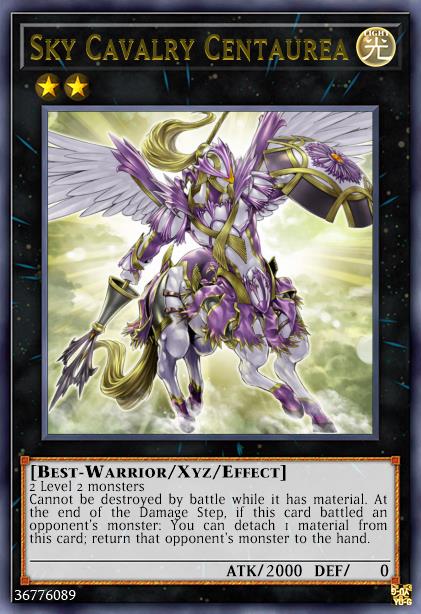 SKY CAVALRY CENTAUREA
LIGHT
光
[BEST-WARRIOR/XYZ/EFFECT]
2 Level 2 monsters
Cannot be destroyed by battle while it has material. At
the end of the Damage Step, if this card battled an
opponent's monster: You can detach 1 material from
this card; return that opponent's monster to the hand.
ATK/2000 DEF/ 0
36776089